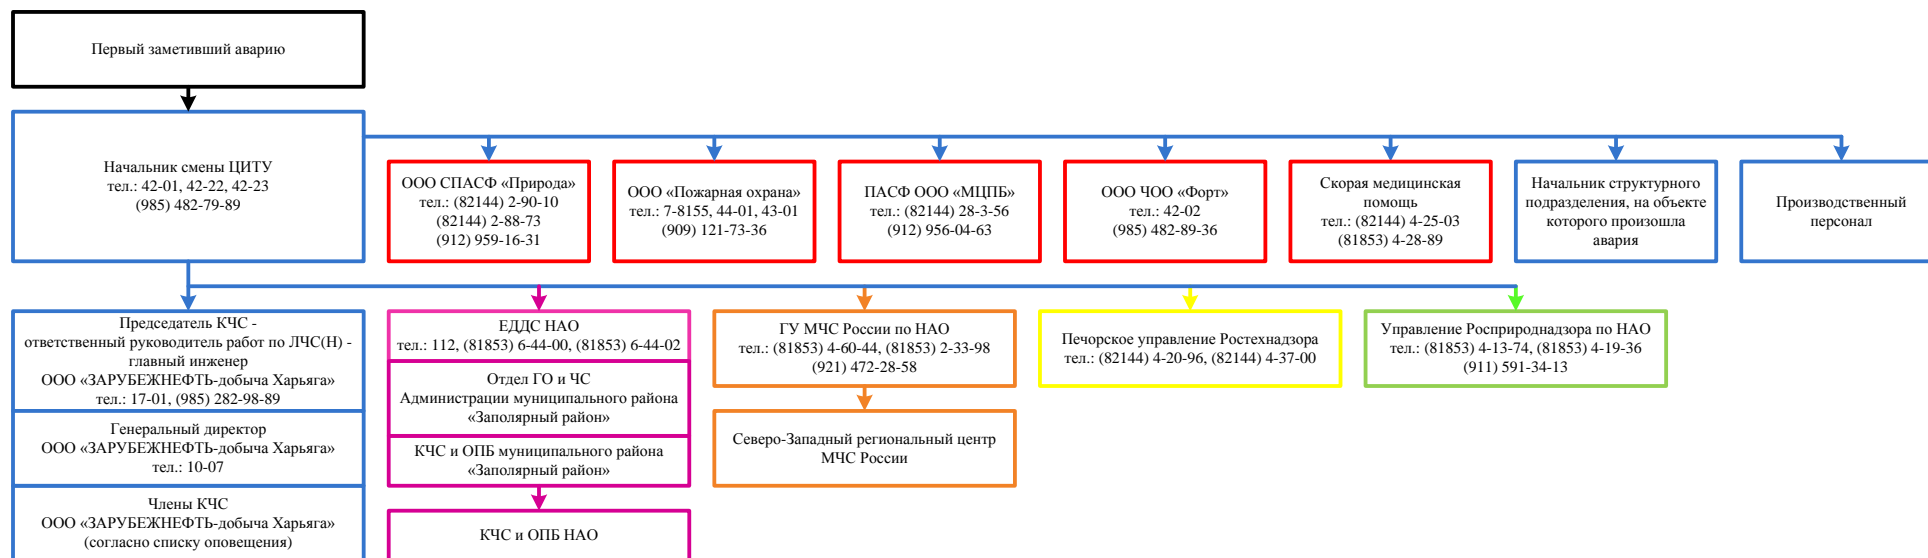 Первый заметивший аварию
Начальник смены ЦИТУ
тел.: 42-01, 42-22, 42-23
(985) 482-79-89
ООО СПАСФ «Природа»
тел.: (82144) 2-90-10
(82144) 2-88-73
(912) 959-16-31
ООО «Пожарная охрана»
тел.: 7-8155, 44-01, 43-01
(909) 121-73-36
ПАСФ ООО «МЦПБ»
тел.: (82144) 28-3-56
(912) 956-04-63
ООО ЧОО «Форт»
тел.: 42-02
(985) 482-89-36
Скорая медицинская
помощь
тел.: (82144) 4-25-03
(81853) 4-28-89
Начальник структурного
подразделения, на объекте
которого произошла
авария
Производственный
персонал
Председатель КЧС -
ответственный руководитель работ по ЛЧС(Н) -
главный инженер
ООО «ЗАРУБЕЖНЕФТЬ-добыча Харьяга»
тел.: 17-01, (985) 282-98-89
Генеральный директор
ООО «ЗАРУБЕЖНЕФТЬ-добыча Харьяга»
тел.: 10-07
Члены КЧС
ООО «ЗАРУБЕЖНЕФТЬ-добыча Харьяга»
(согласно списку оповещения)
ЕДДС НАО
тел.: 112, (81853) 6-44-00, (81853) 6-44-02
Отдел ГО и ЧС
Администрации муниципального района
«Заполярный район»
КЧС и ОПБ муниципального района
«Заполярный район»
КЧС и ОПБ НАО
ГУ МЧС России по НАО
тел.: (81853) 4-60-44, (81853) 2-33-98
(921) 472-28-58
Северо-Западный региональный центр
МЧС России
Печорское управление Ростехнадзора
тел.: (82144) 4-20-96, (82144) 4-37-00
Управление Росприроднадзора по НАО
тел.: (81853) 4-13-74, (81853) 4-19-36
(911) 591-34-13